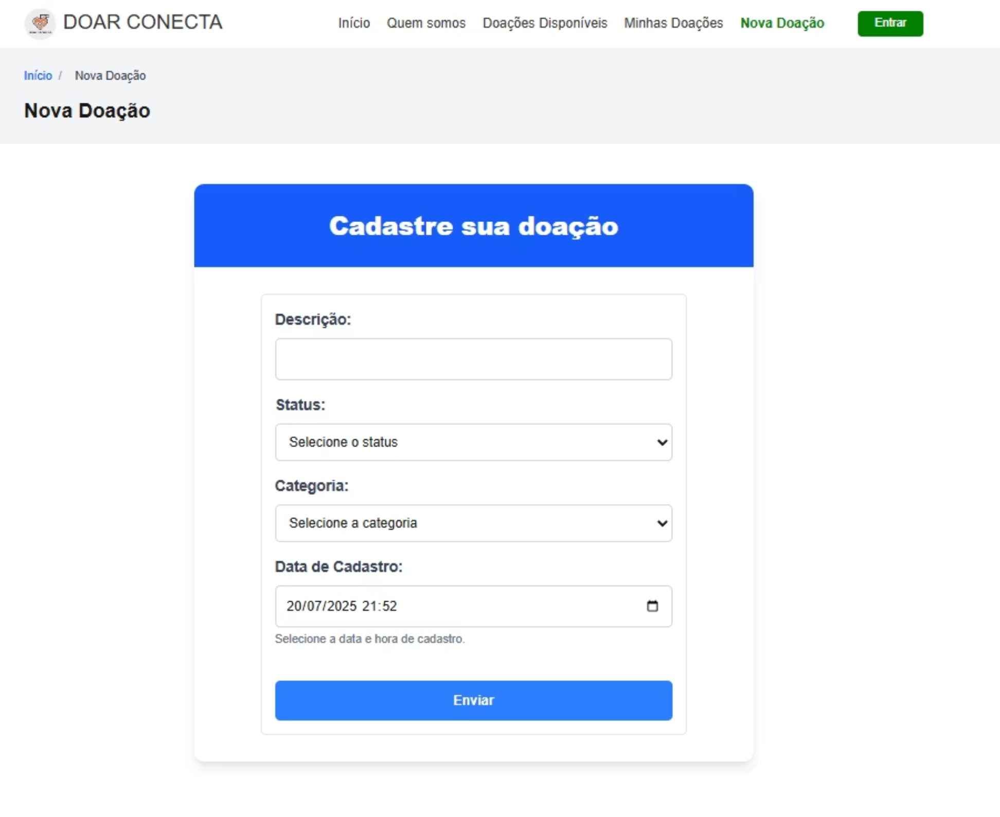 DOAR CONECTA
Início Quem somos Doações Disponíveis Minhas Doações Nova Doação Entrar
Início / Nova Doação
Nova Doação
Cadastre sua doação
Descrição:
Status:
Selecione o status
Categoria:
Selecione a categoria
Data de Cadastro:
20/07/2025 21:52
Selecione a data e hora de cadastro.
Enviar